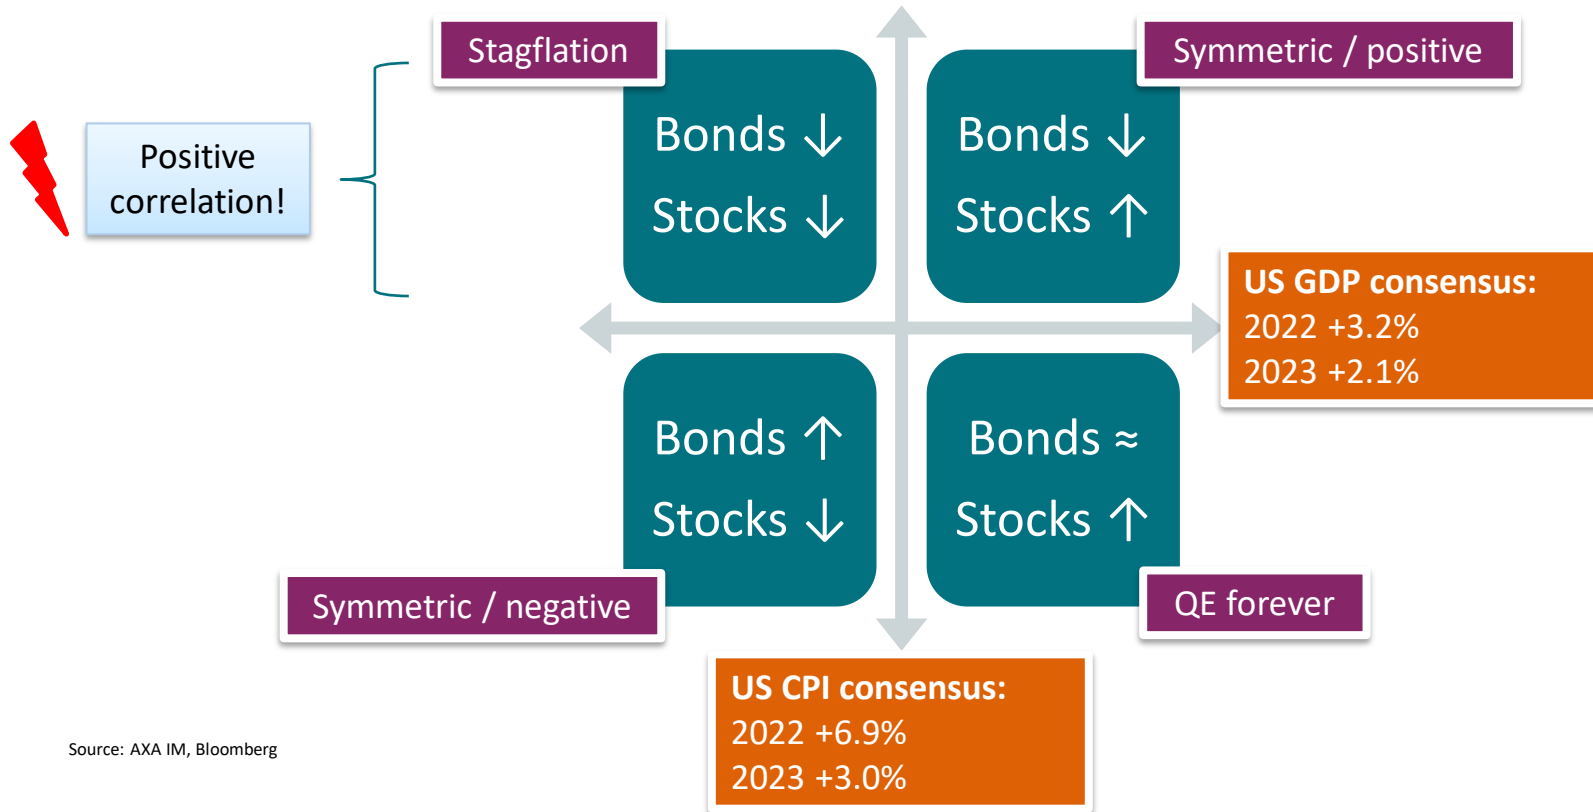 Stagflation
Symmetric / positive
Positive
correlation!
Bonds ↓
Stocks ↓
Bonds ↓
Stocks ↑
US GDP consensus:
2022 +3.2%
2023 +2.1%
Bonds ↑
Stocks ↓
Bonds ≈
Stocks ↑
Symmetric / negative
QE forever
US CPI consensus:
2022 +6.9%
2023 +3.0%
Source: AXA IM, Bloomberg